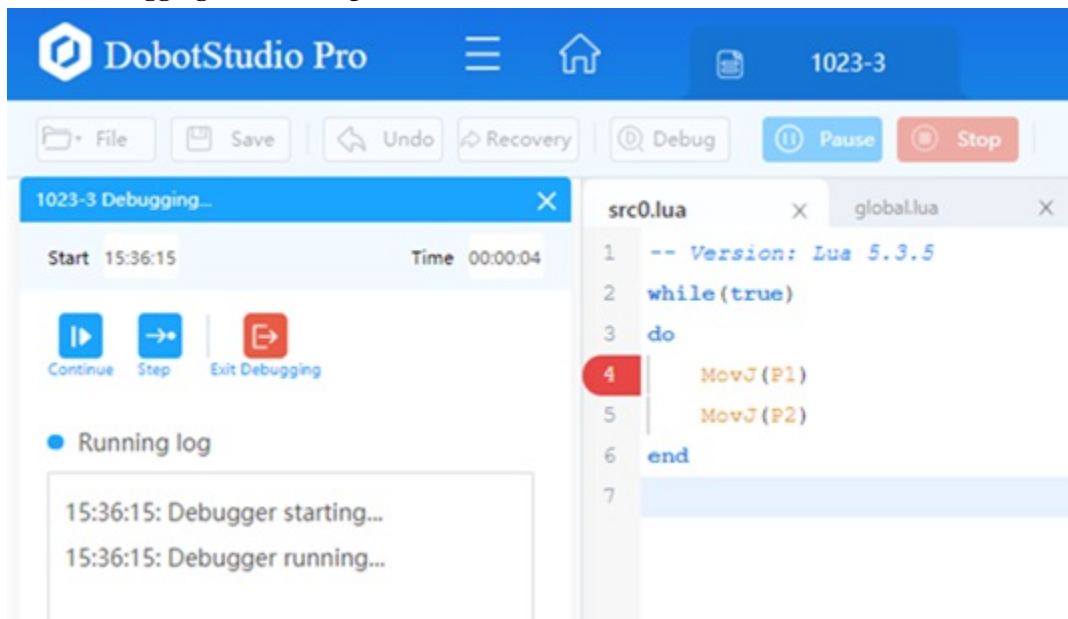 DobotStudio Pro
1023-3
File Save Undo Recovery Debug Pause Stop
1023-3 Debugging...
Start 15:36:15 Time 00:00:04
Continue Step Exit Debugging
Running log
15:36:15: Debugger starting...
15:36:15: Debugger running...
src0.lua global.lua
1 -- Version: Lua 5.3.5
2 while(true)
3 do
4 MovJ(P1)
5 MovJ(P2)
6 end
7